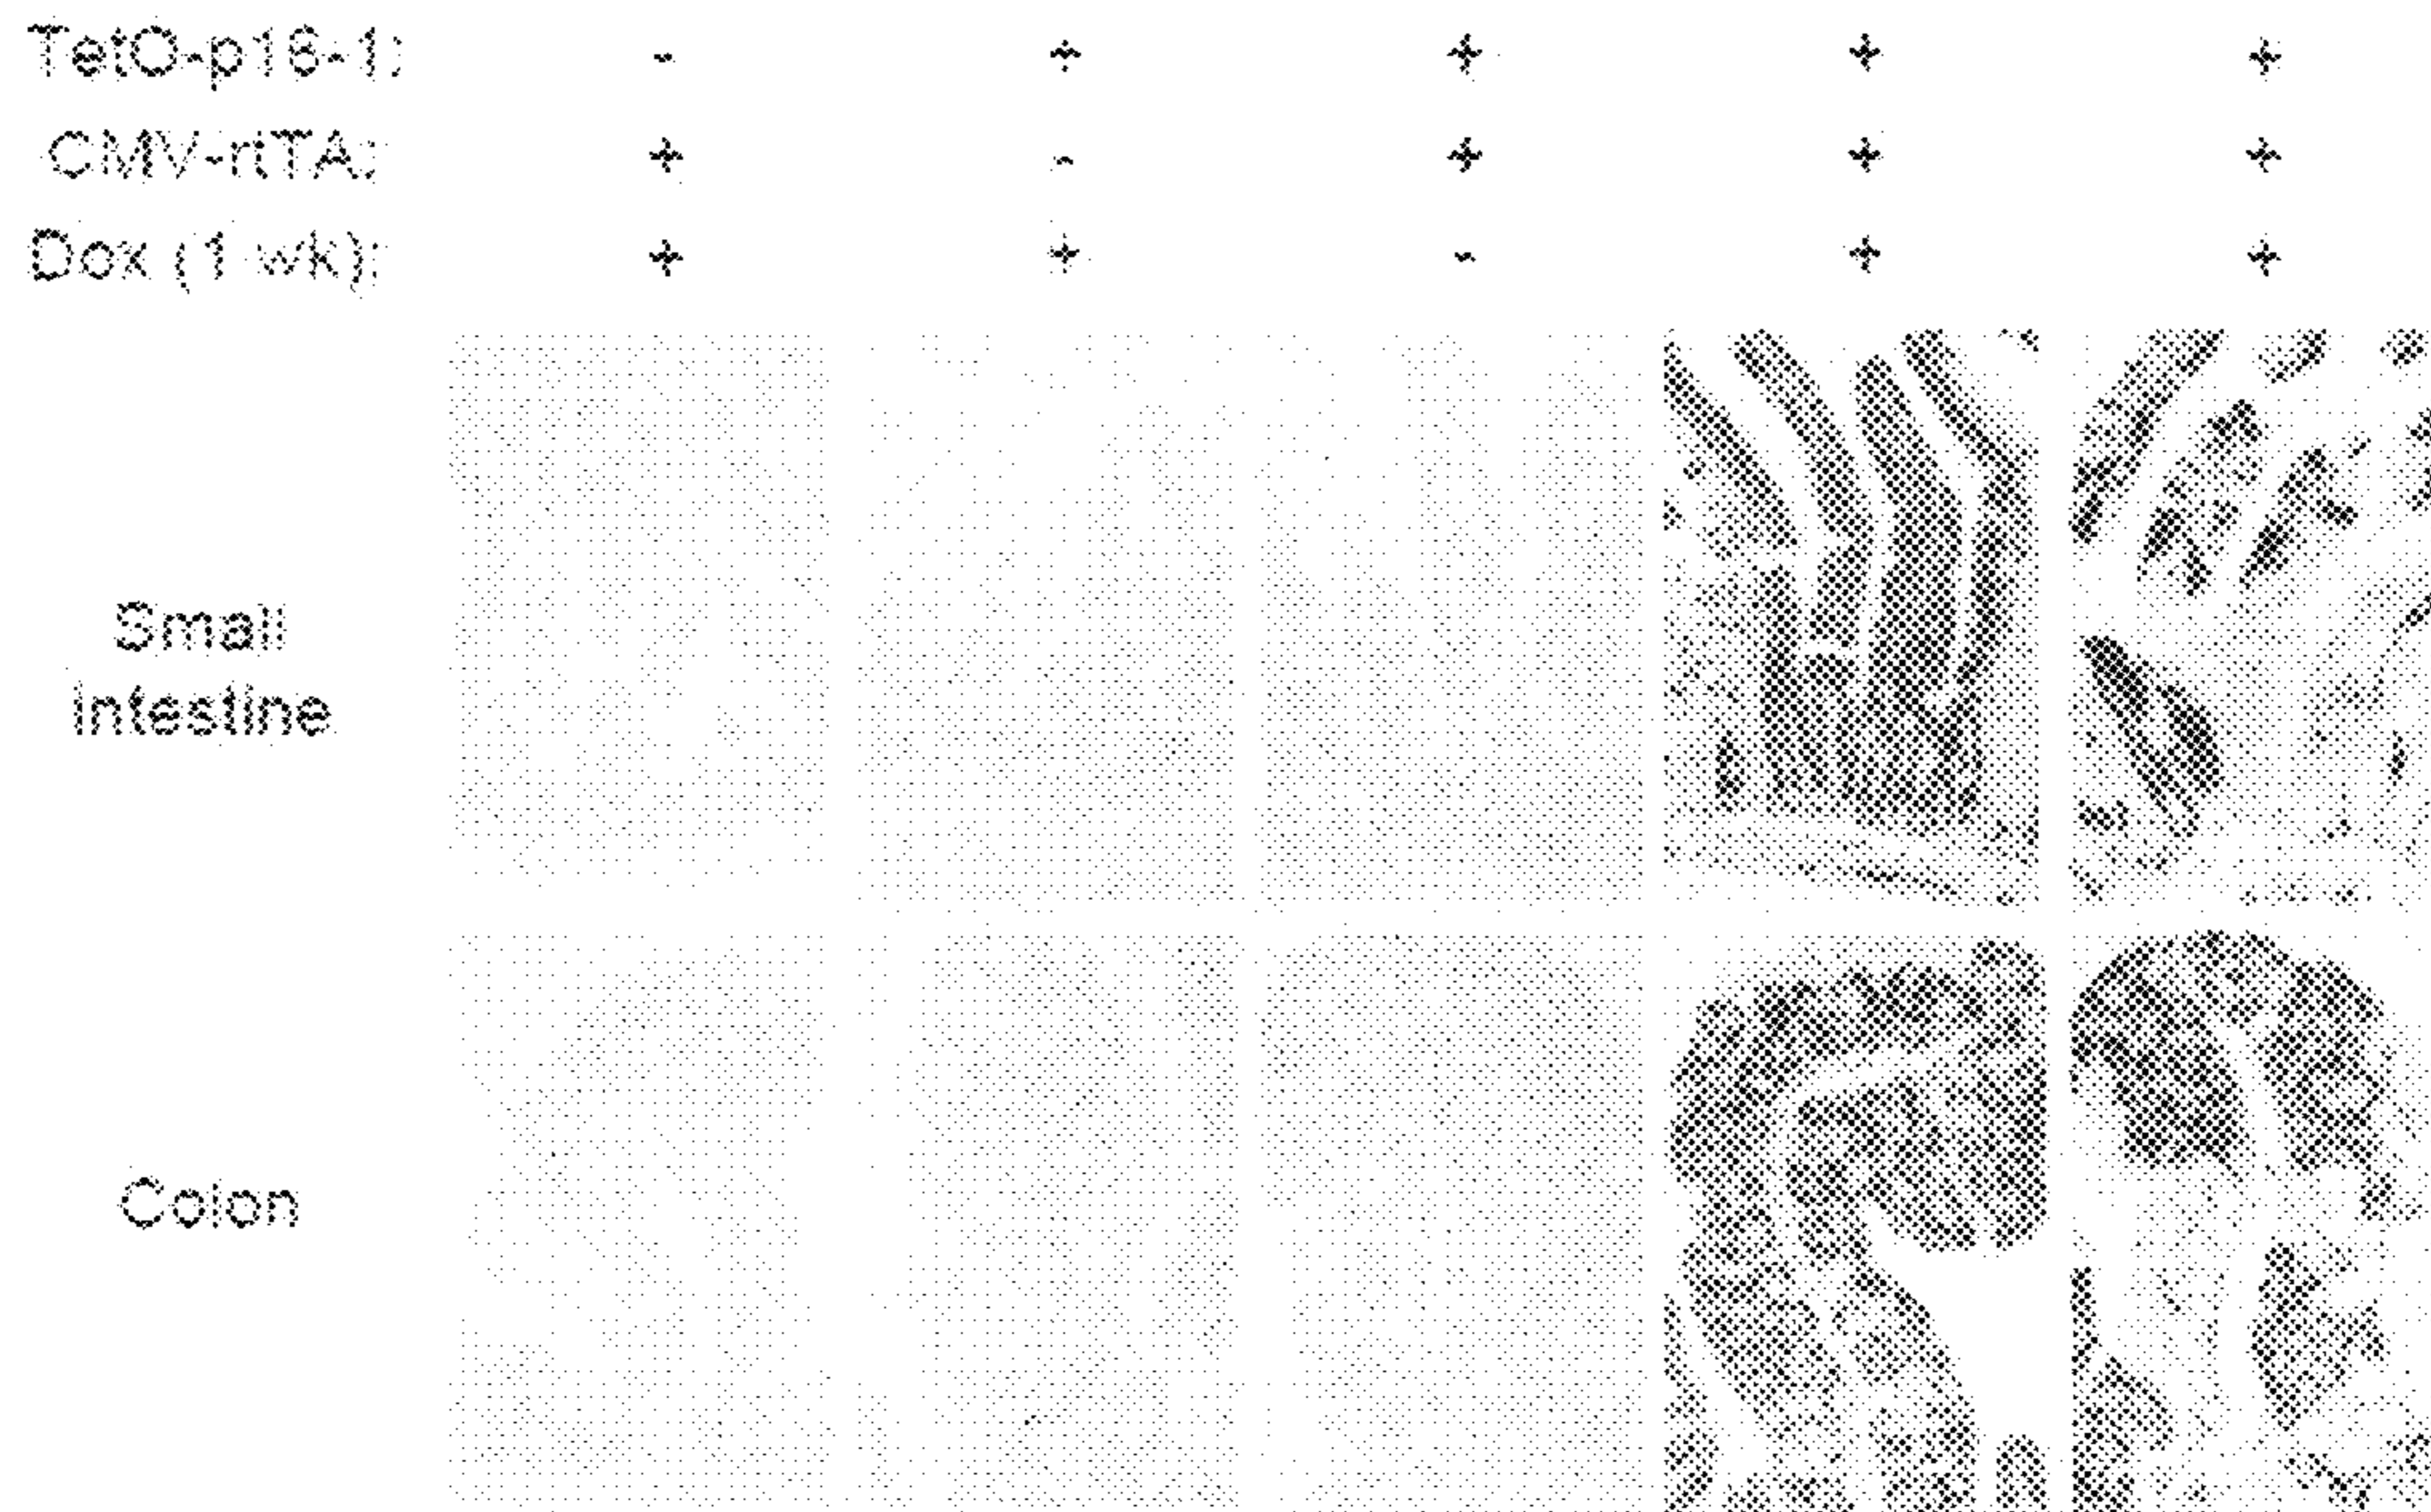 TetO-p16-1: - + + + +
CMV-rtTA: + - + + +
Dox (1 wk): + + - + +
Small
intestine
Colon